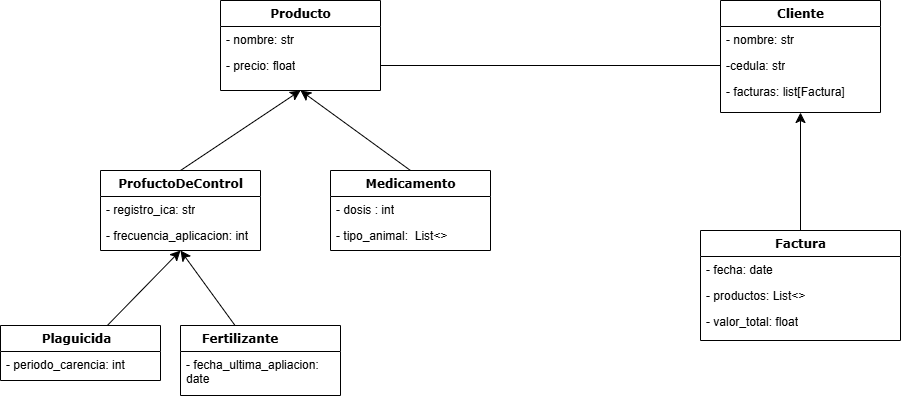 Producto
- nombre: str
- precio: float
Cliente
- nombre: str
-cedula: str
- facturas: list[Factura]
ProfuctoDeControl
- registro_ica: str
- frecuencia_aplicacion: int
Medicamento
- dosis : int
- tipo_animal:  List<>
Factura
- fecha: date
- productos: List<>
- valor_total: float
Plaguicida
- periodo_carencia: int
Fertilizante
- fecha_ultima_apliacion:
date